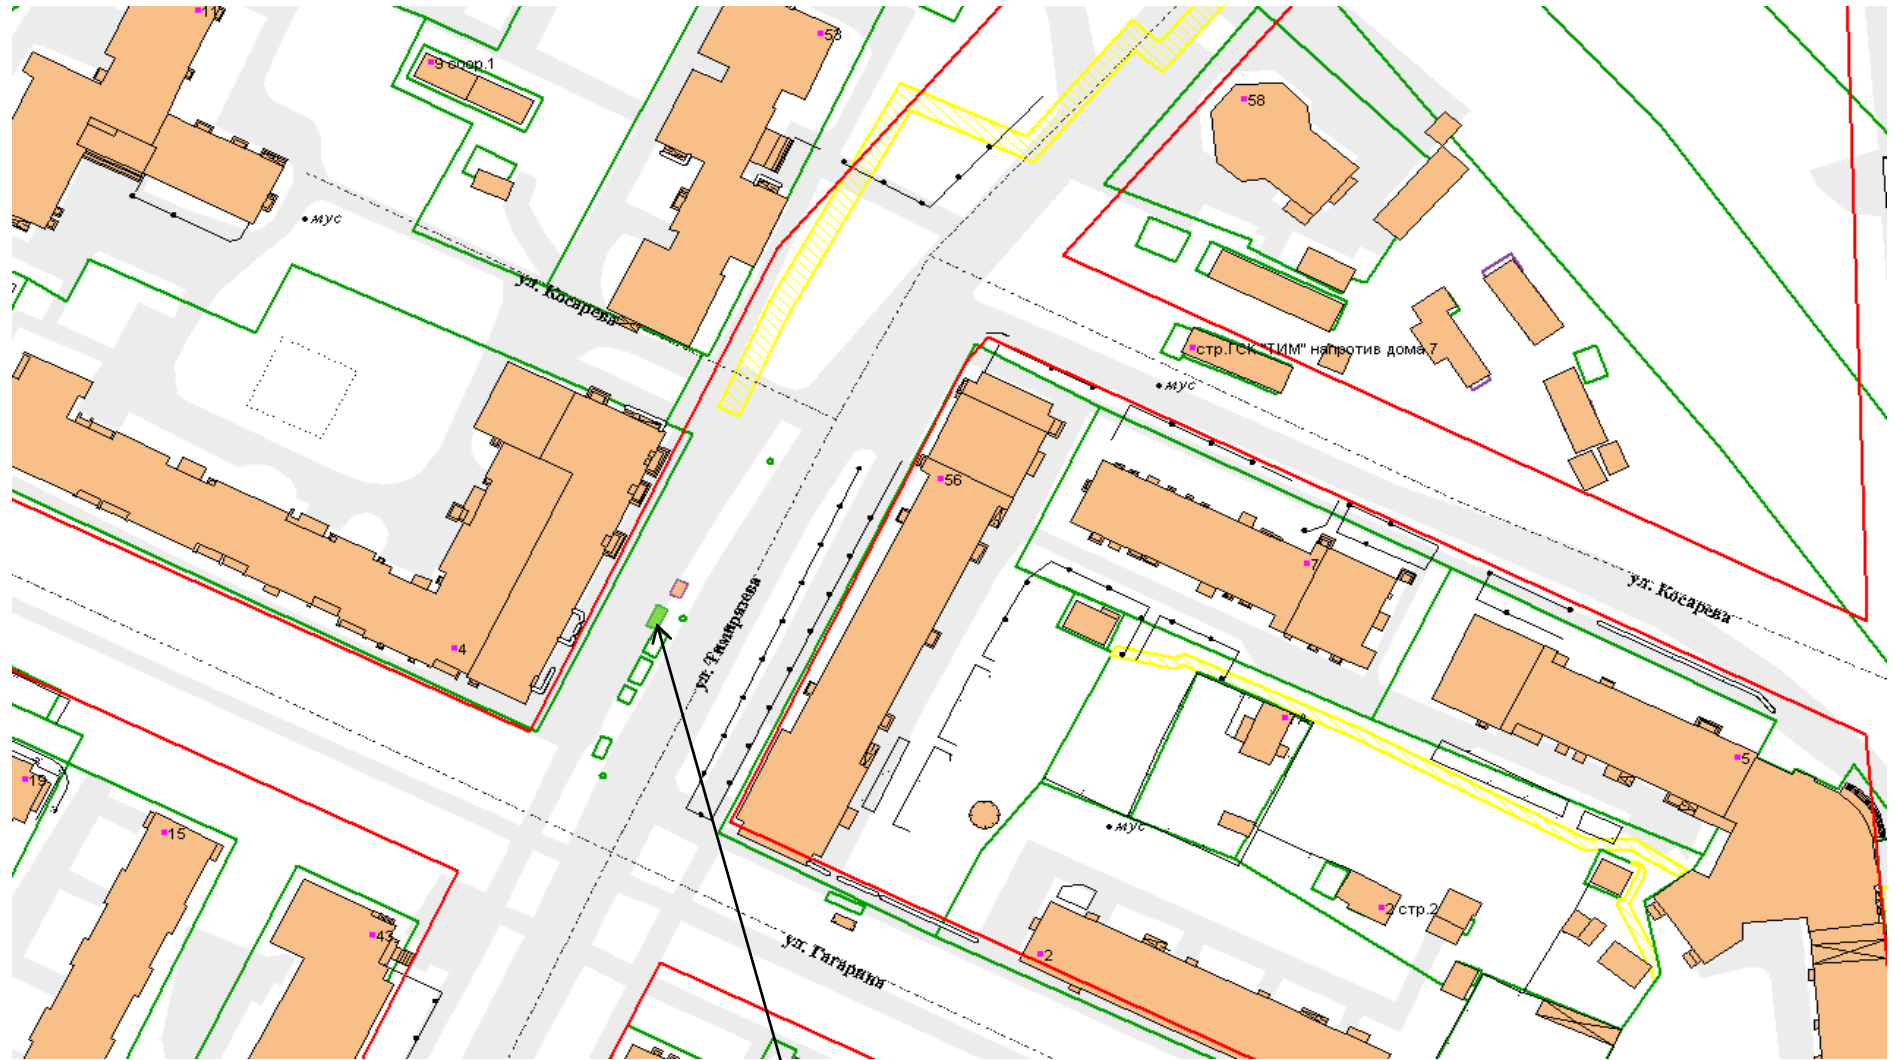 11
53
9 соор.1
58
мус
ул. Косарева
стр.ГСК "ТИМ" напротив дома 7
мус
56
7
ул. Косарева
ул. Тимирязева
4
5
19
15
мус
43
2 стр.2
2
ул. Гагарина